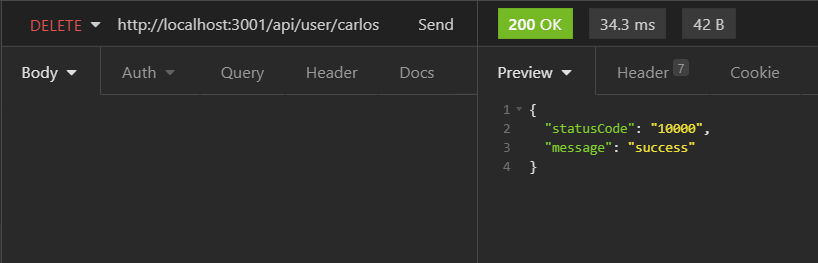 DELETE http://localhost:3001/api/user/carlos Send
200 OK 34.3 ms 42 B
Body Auth Query Header Docs
Preview Header 7 Cookie
1 {
2 "statusCode": "10000",
3 "message": "success"
4 }